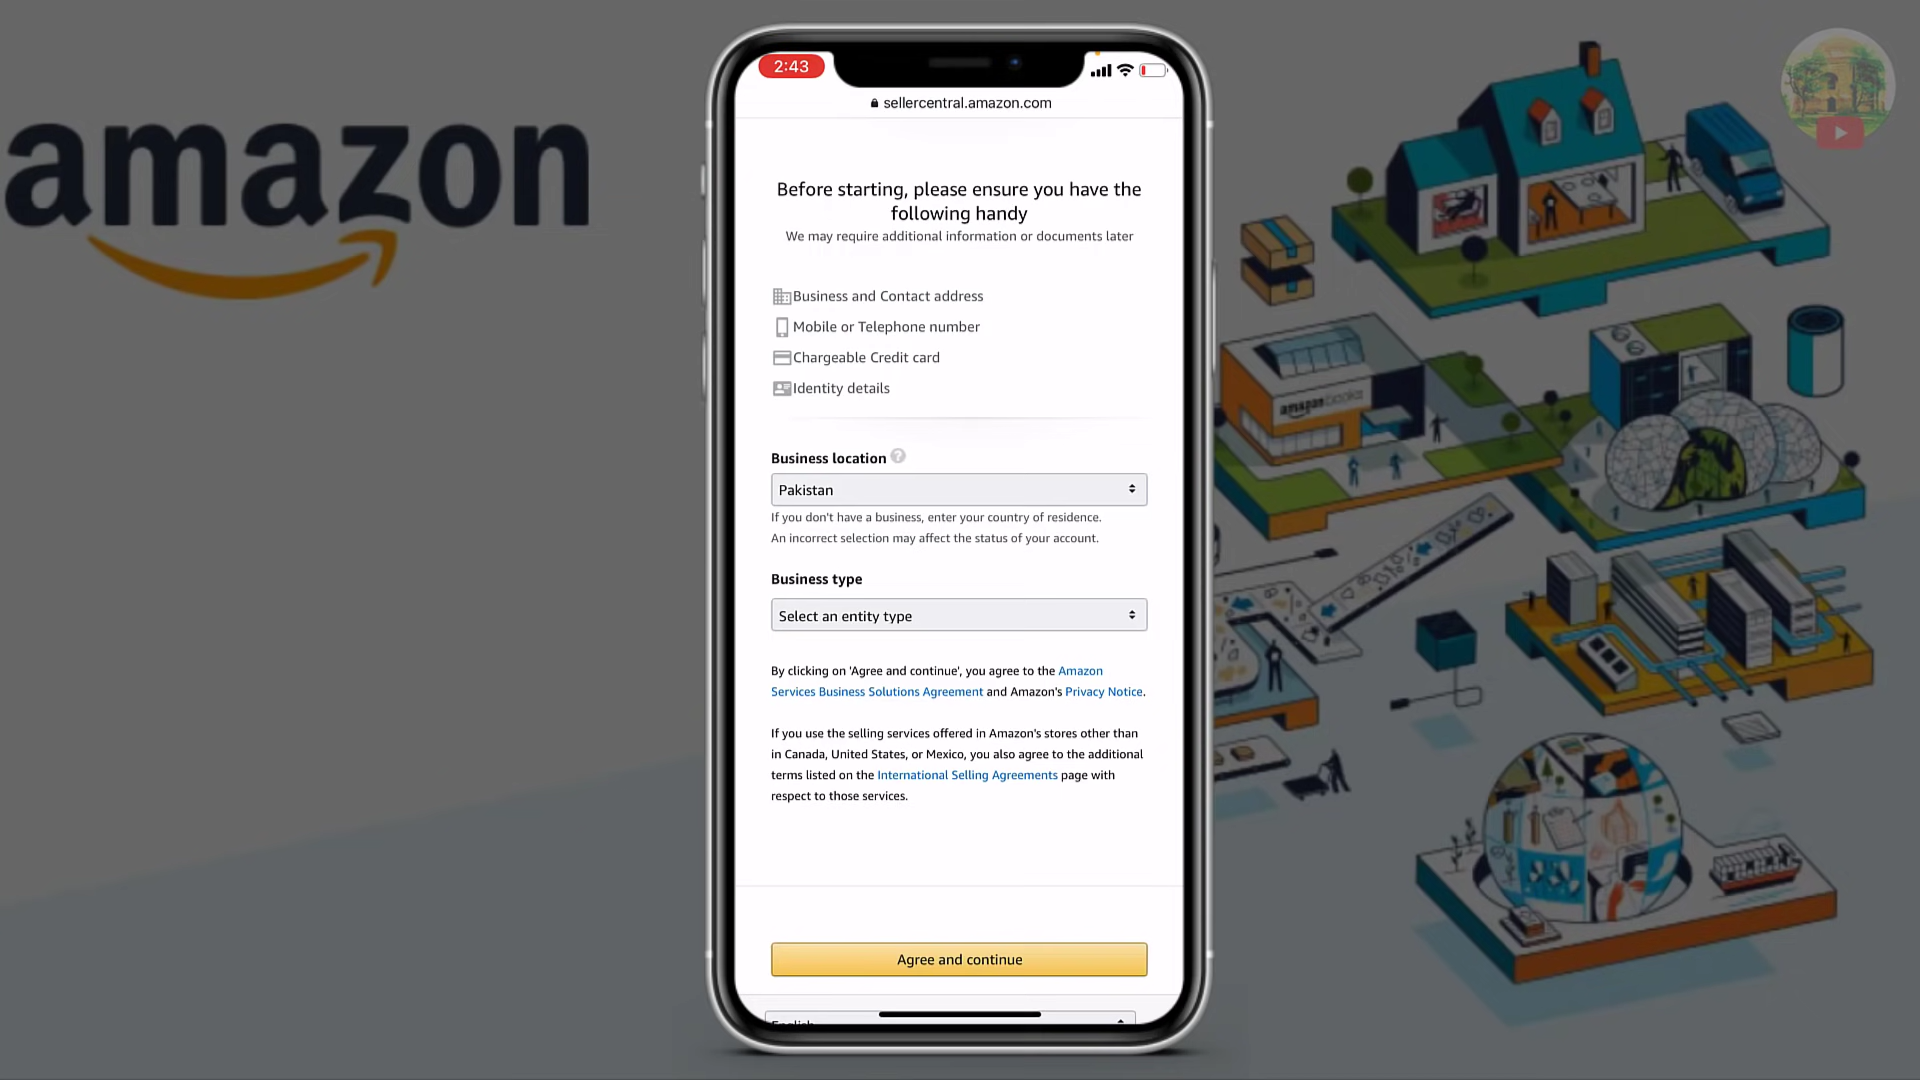 amazon
2:43
sellercentral.amazon.com
Before starting, please ensure you have the
following handy
We may require additional information or documents later
Business and Contact address
Mobile or Telephone number
Chargeable Credit card
Identity details
Business location
Pakistan
If you don't have a business, enter your country of residence.
An incorrect selection may affect the status of your account.
Business type
Select an entity type
By clicking on 'Agree and continue', you agree to the Amazon
Services Business Solutions Agreement and Amazon's Privacy Notice.
If you use the selling services offered in Amazon's stores other than
in Canada, United States, or Mexico, you also agree to the additional
terms listed on the International Selling Agreements page with
respect to those services.
Agree and continue
English
amazonbooks